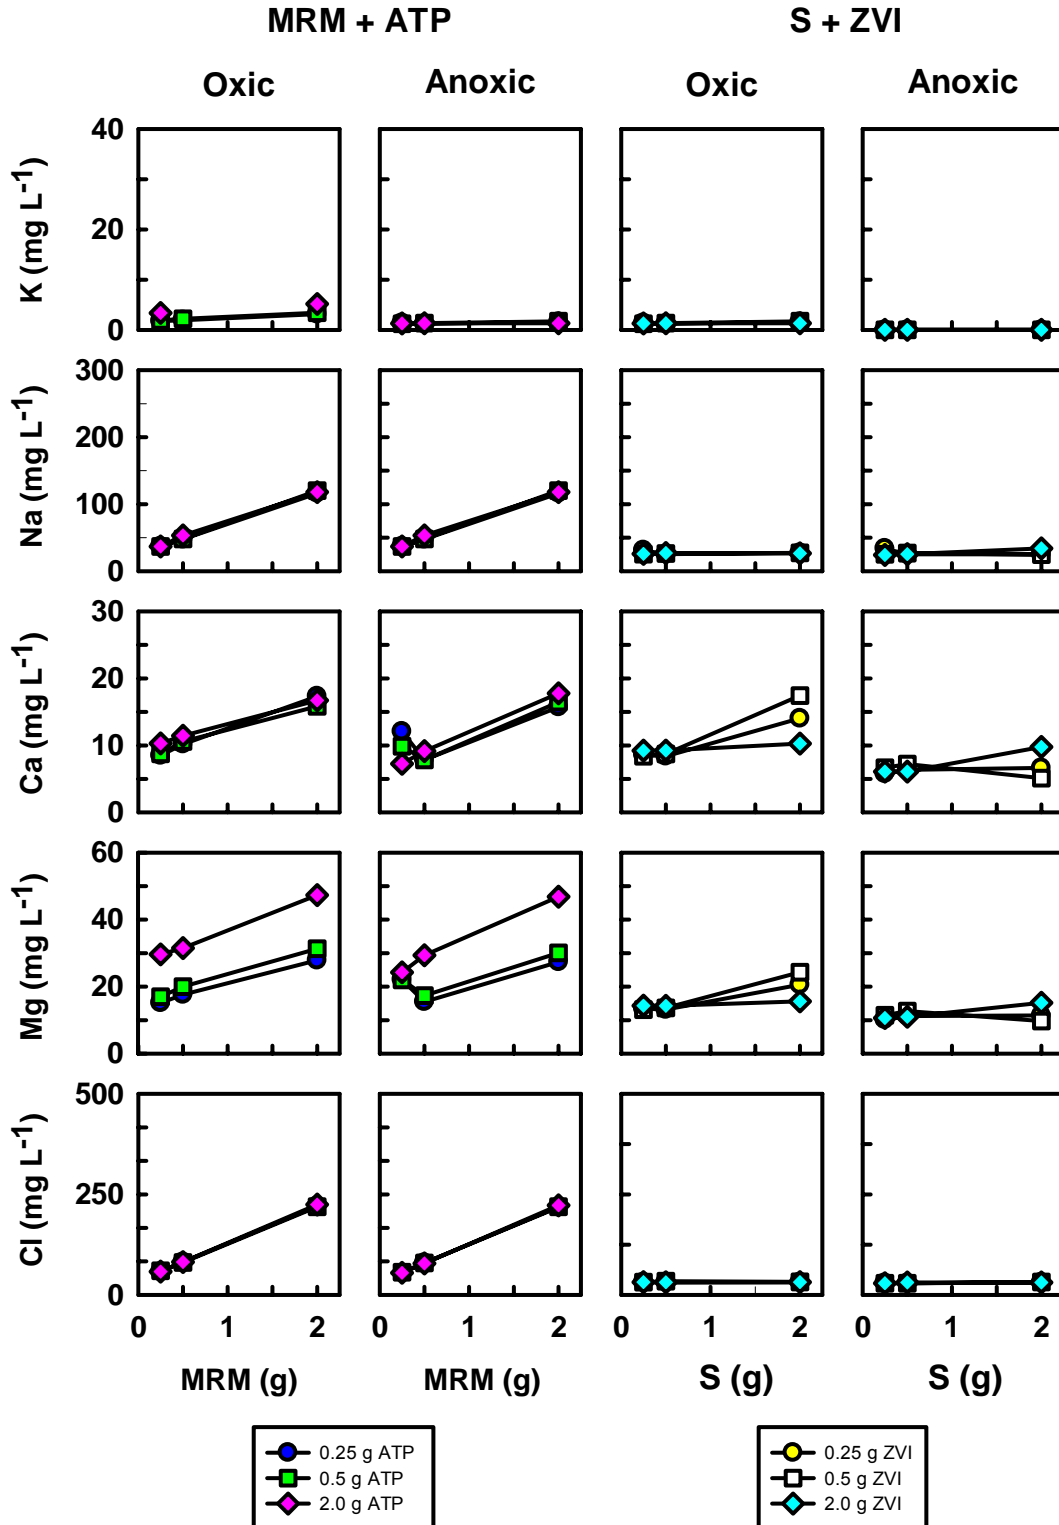 MRM + ATP S + ZVI
Oxic Anoxic Oxic Anoxic
K (mg L-1)
40
20
0
Na (mg L-1)
300
200
100
0
Ca (mg L-1)
30
20
10
0
Mg (mg L-1)
60
40
20
0
Cl (mg L-1)
500
250
0
0 1 2 0 1 2 0 1 2 0 1 2
MRM (g) MRM (g) S (g) S (g)
0.25 g ATP
0.5 g ATP
2.0 g ATP
0.25 g ZVI
0.5 g ZVI
2.0 g ZVI